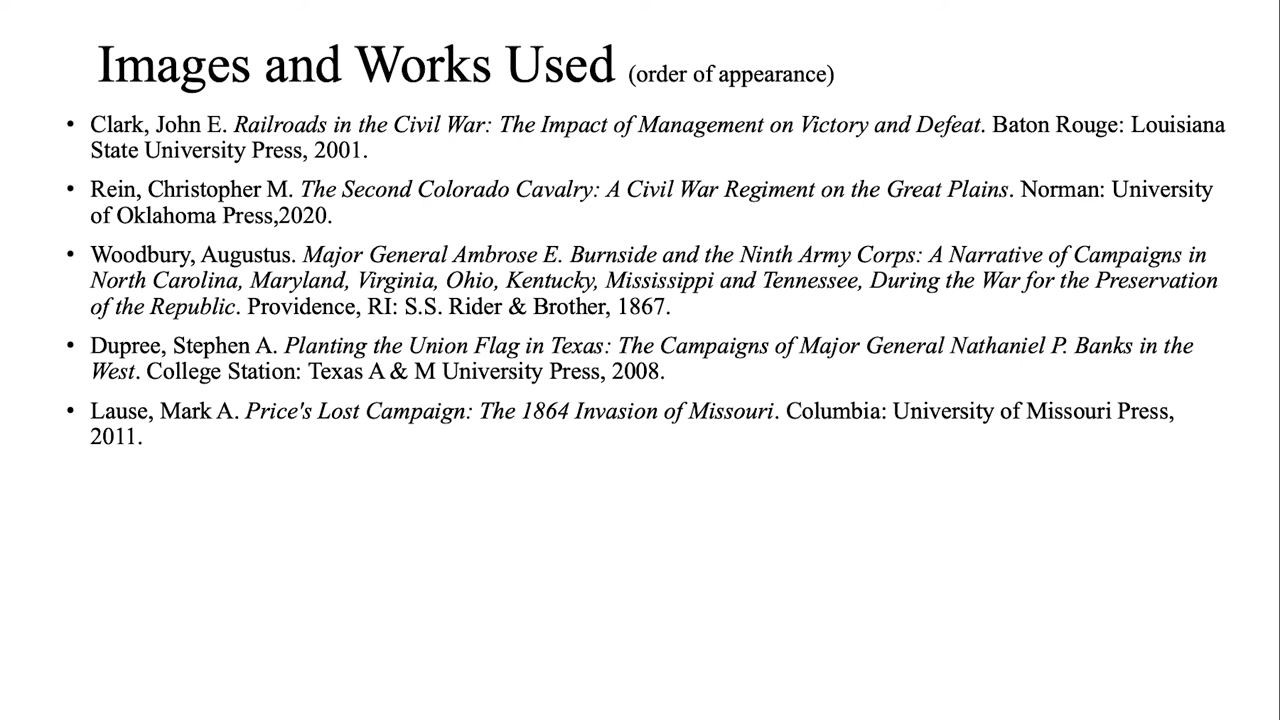 Images and Works Used (order of appearance)
• Clark, John E. Railroads in the Civil War: The Impact of Management on Victory and Defeat. Baton Rouge: Louisiana
State University Press, 2001.
• Rein, Christopher M. The Second Colorado Cavalry: A Civil War Regiment on the Great Plains. Norman: University
of Oklahoma Press,2020.
• Woodbury, Augustus. Major General Ambrose E. Burnside and the Ninth Army Corps: A Narrative of Campaigns in
North Carolina, Maryland, Virginia, Ohio, Kentucky, Mississippi and Tennessee, During the War for the Preservation
of the Republic. Providence, RI: S.S. Rider & Brother, 1867.
• Dupree, Stephen A. Planting the Union Flag in Texas: The Campaigns of Major General Nathaniel P. Banks in the
West. College Station: Texas A & M University Press, 2008.
• Lause, Mark A. Price's Lost Campaign: The 1864 Invasion of Missouri. Columbia: University of Missouri Press,
2011.